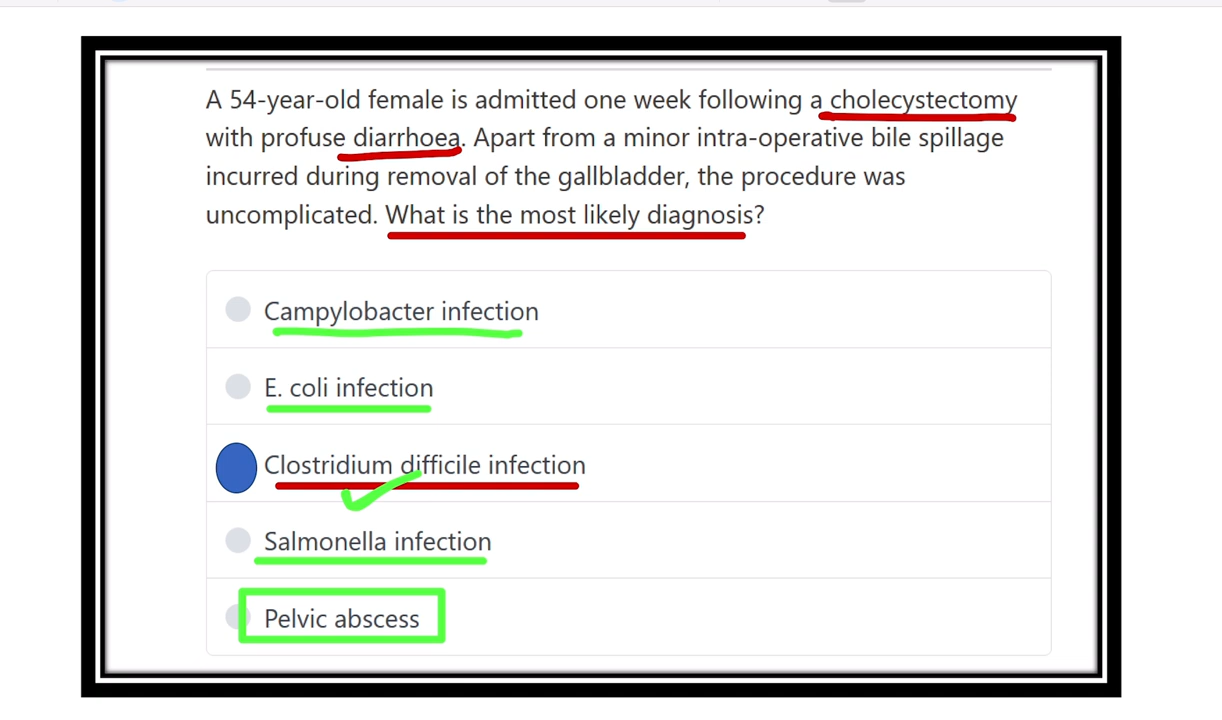 A 54-year-old female is admitted one week following a cholecystectomy
with profuse diarrhoea. Apart from a minor intra-operative bile spillage
incurred during removal of the gallbladder, the procedure was
uncomplicated. What is the most likely diagnosis?
Campylobacter infection
E. coli infection
Clostridium difficile infection
Salmonella infection
Pelvic abscess